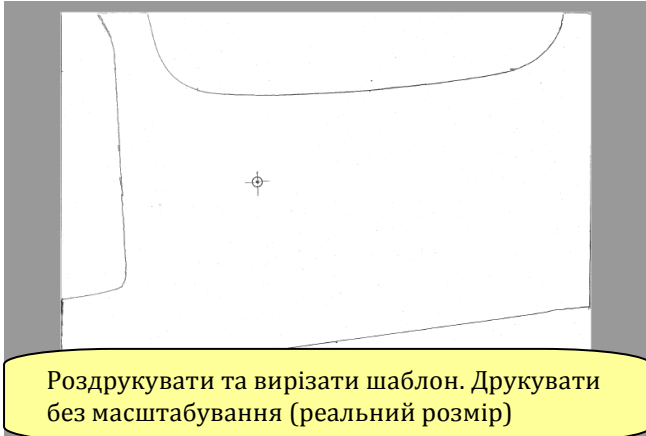 Роздрукувати та вирізати шаблон. Друкувати
без масштабування (реальний розмір)